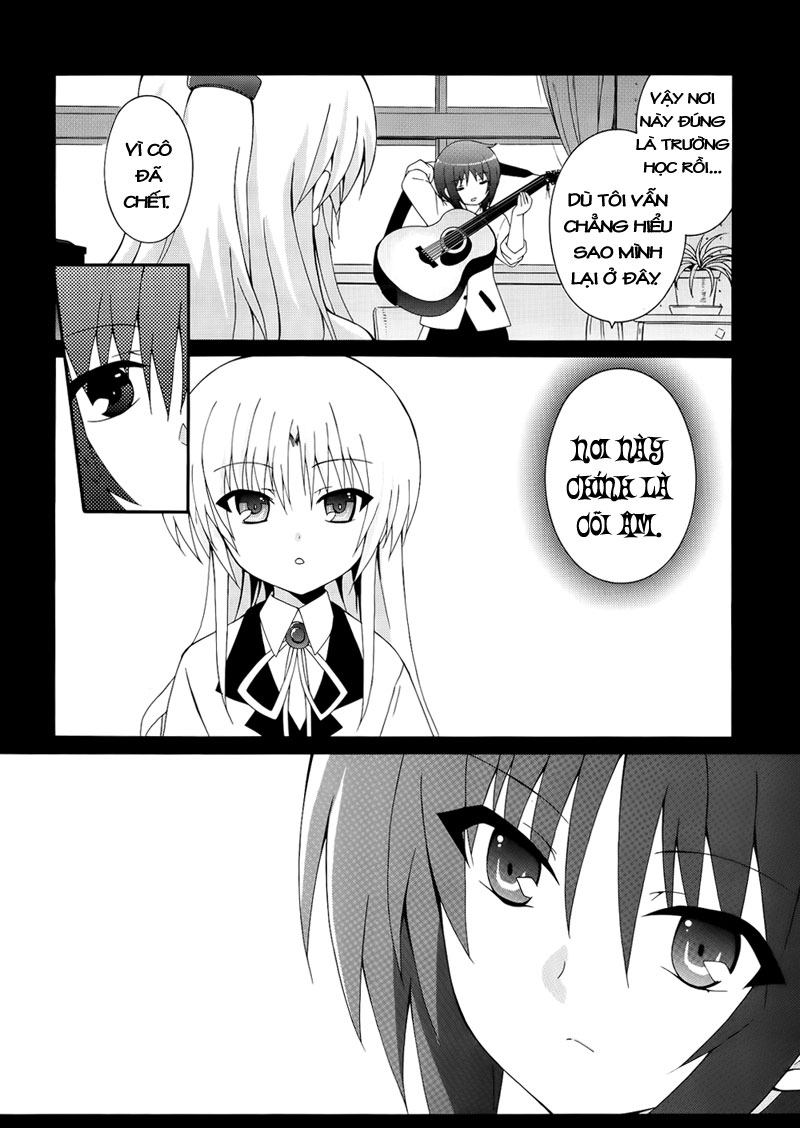 VẬY NƠI
NÀY ĐÚNG
LÀ TRƯỜNG
HỌC RỒI...
DÙ TÔI VẪN
CHẲNG HIỂU
SAO MÌNH
LẠI Ở ĐÂY.
VÌ CÔ
ĐÃ
CHẾT.
NƠI NÀY
CHÍNH LÀ
CÕI ÂM.